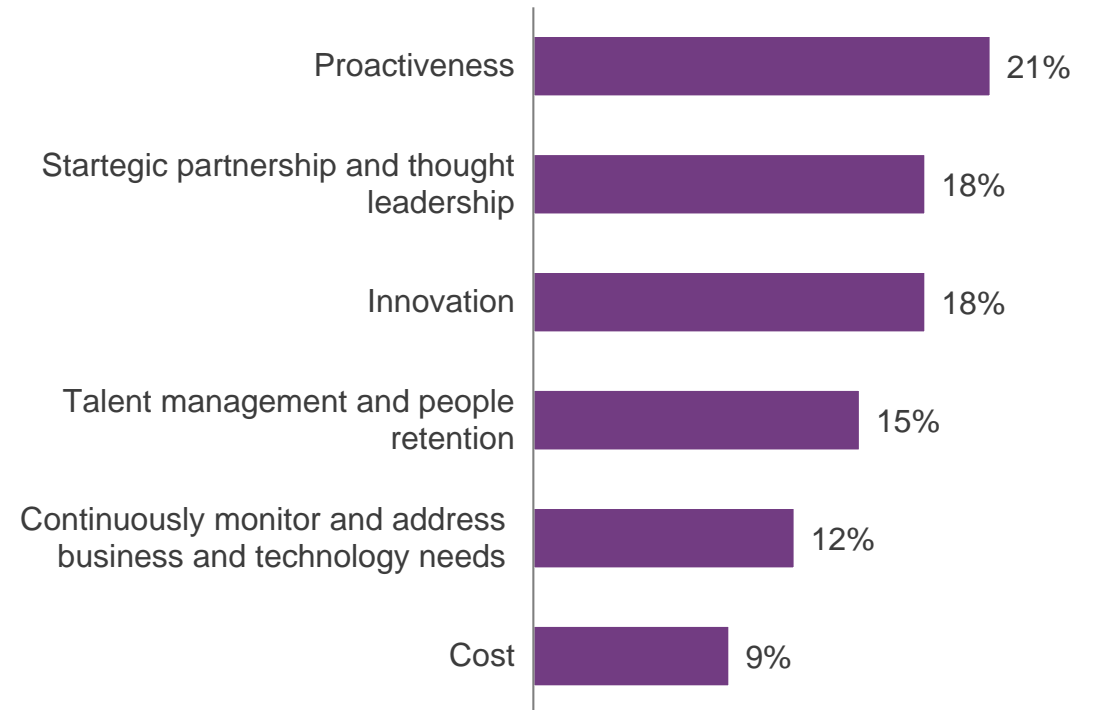 Proactiveness
21%
Startegic partnership and thought
leadership
18%
Innovation
18%
Talent management and people
retention
15%
Continuously monitor and address
business and technology needs
12%
Cost
9%